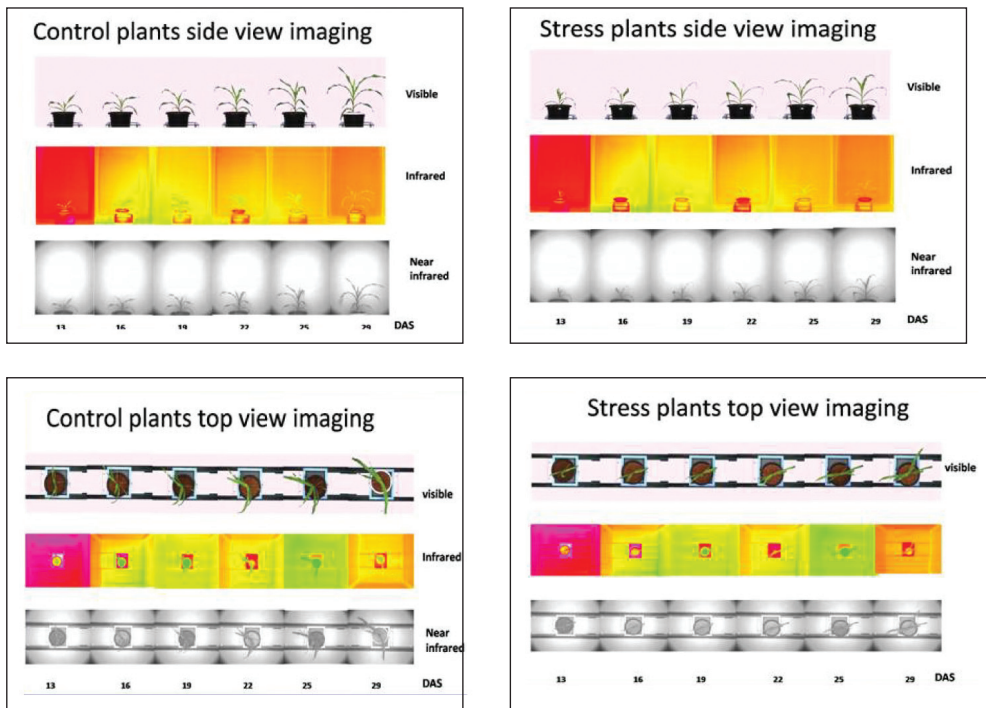 Control plants side view imaging
Visible
Infrared
Near
infrared
13 16 19 22 25 29 DAS
Stress plants side view imaging
Visible
Infrared
Near
infrared
13 16 19 22 25 29 DAS
Control plants top view imaging
visible
Infrared
Near
infrared
13 16 19 22 25 29 DAS
Stress plants top view imaging
visible
Infrared
Near
infrared
13 16 19 22 25 29 DAS